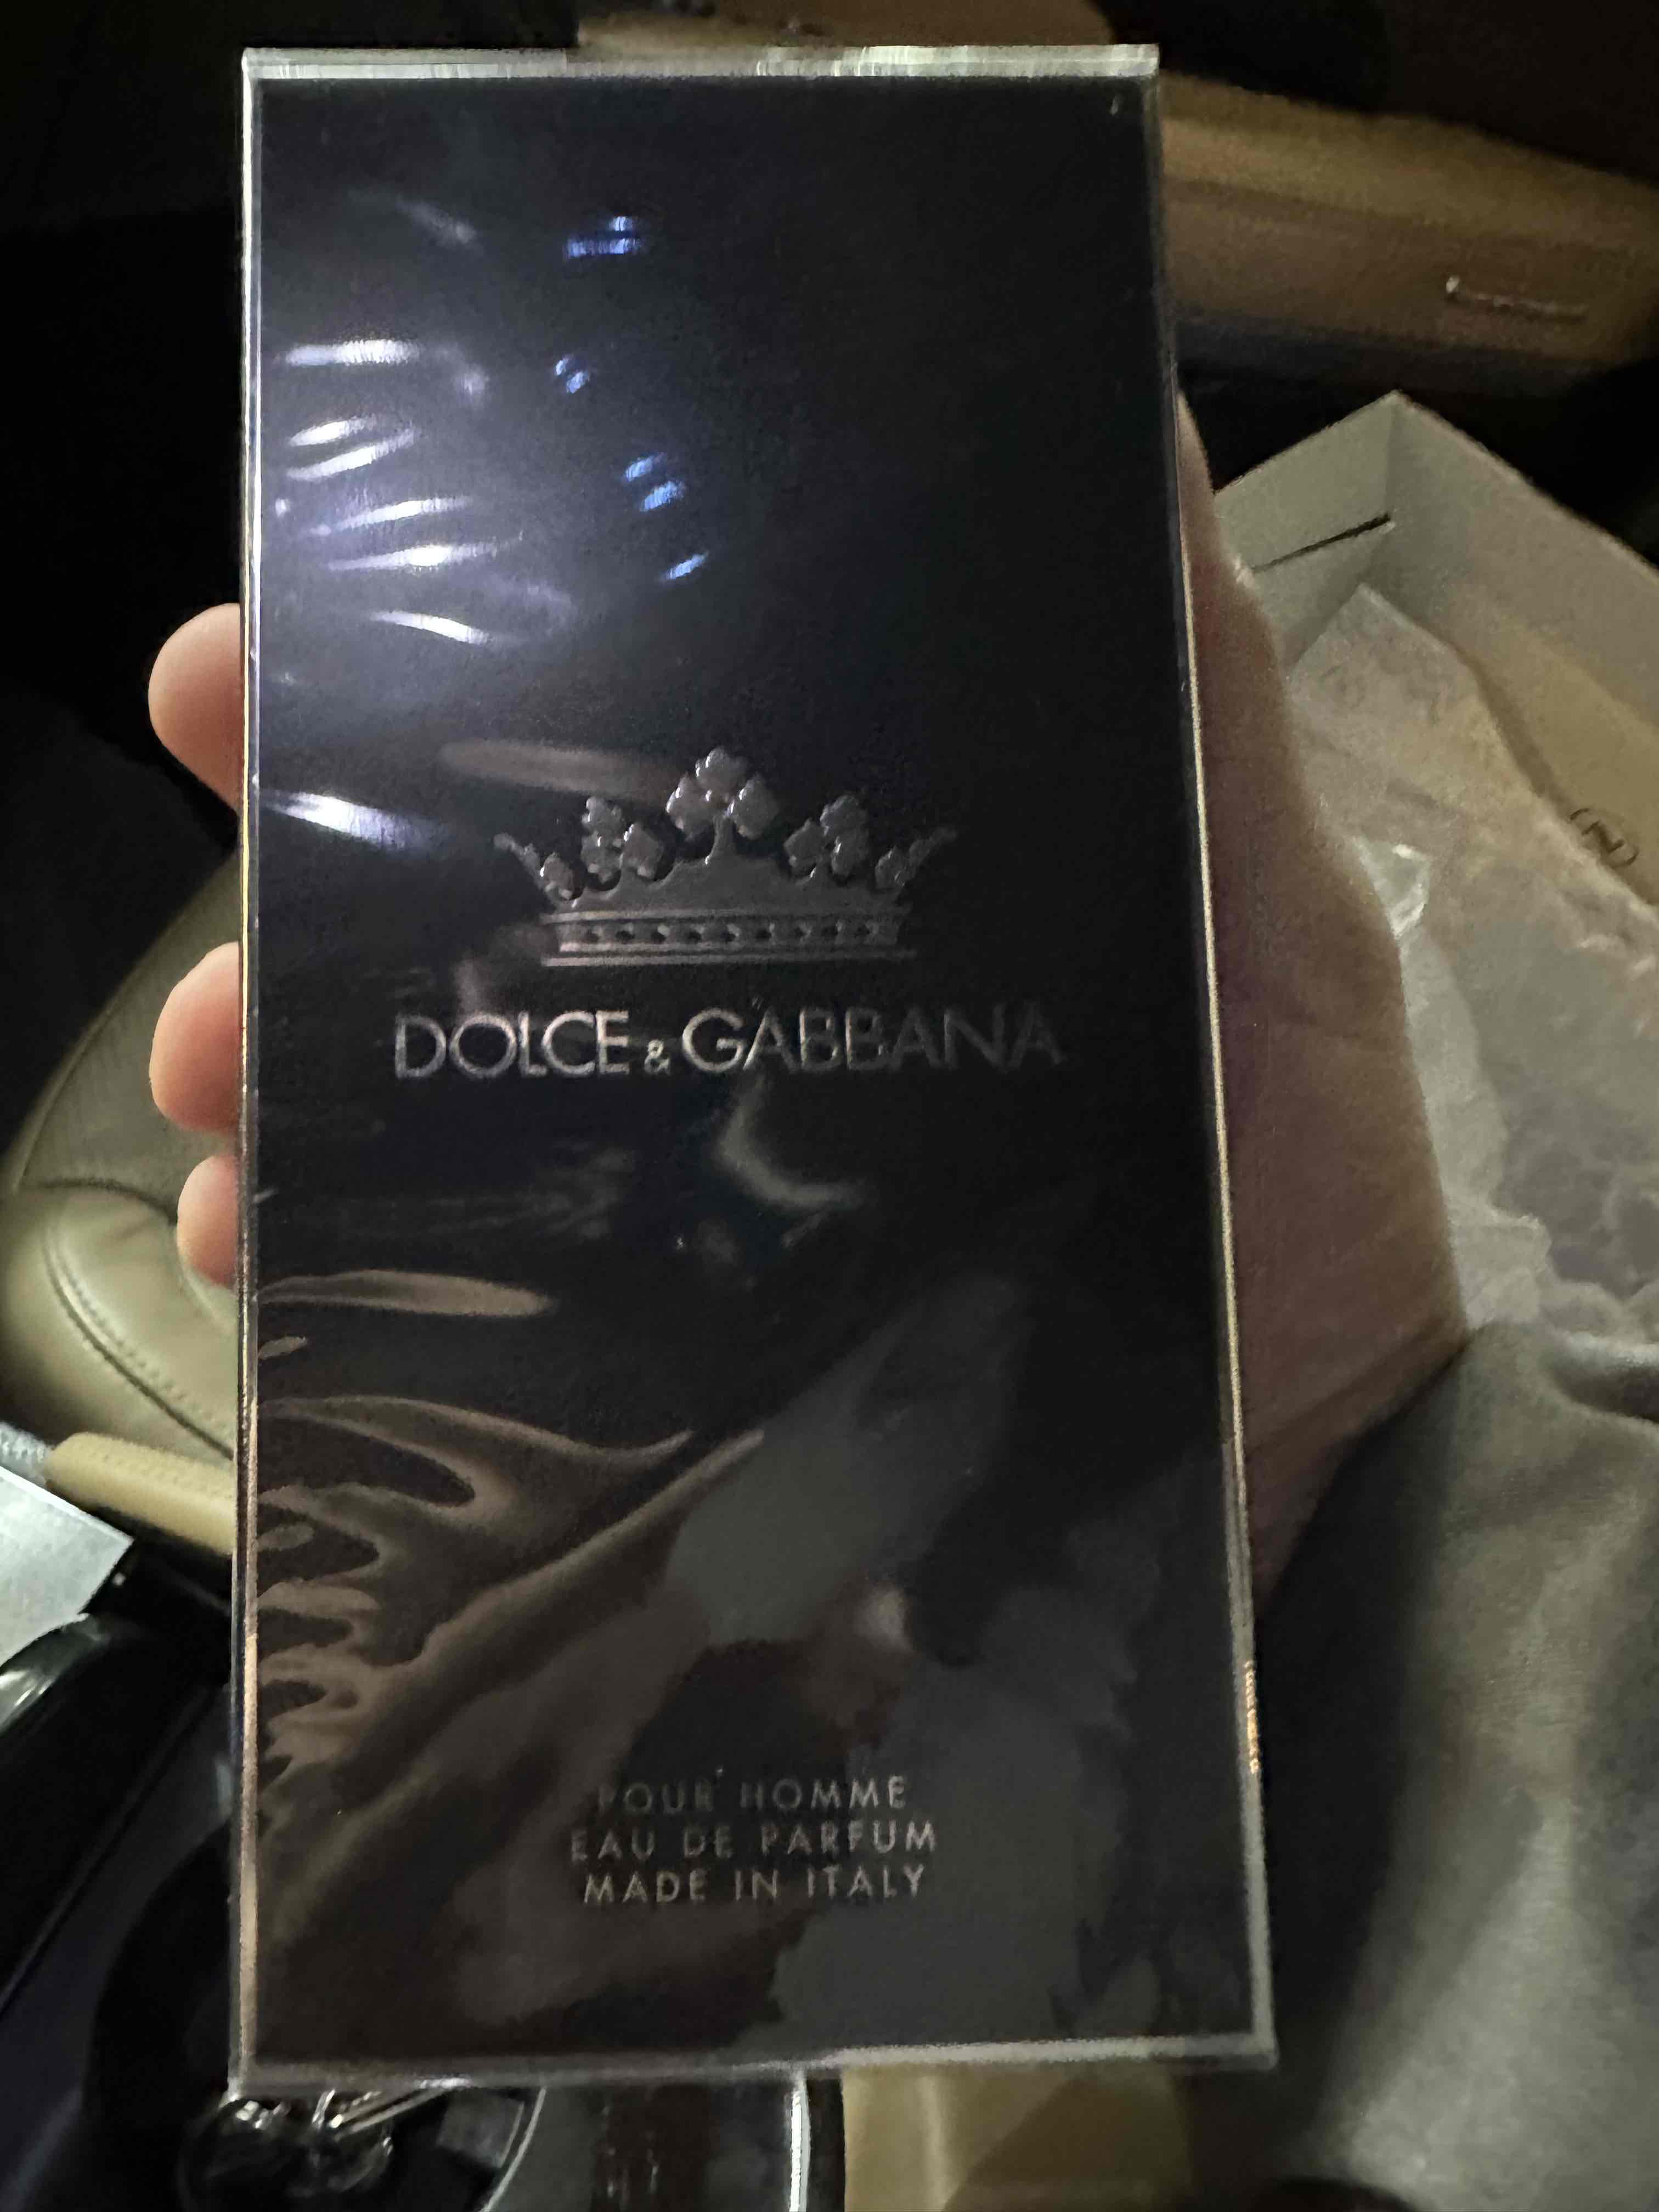 DOLCE & GABBANA
POUR HOMME
EAU DE PARFUM
MADE IN ITALY